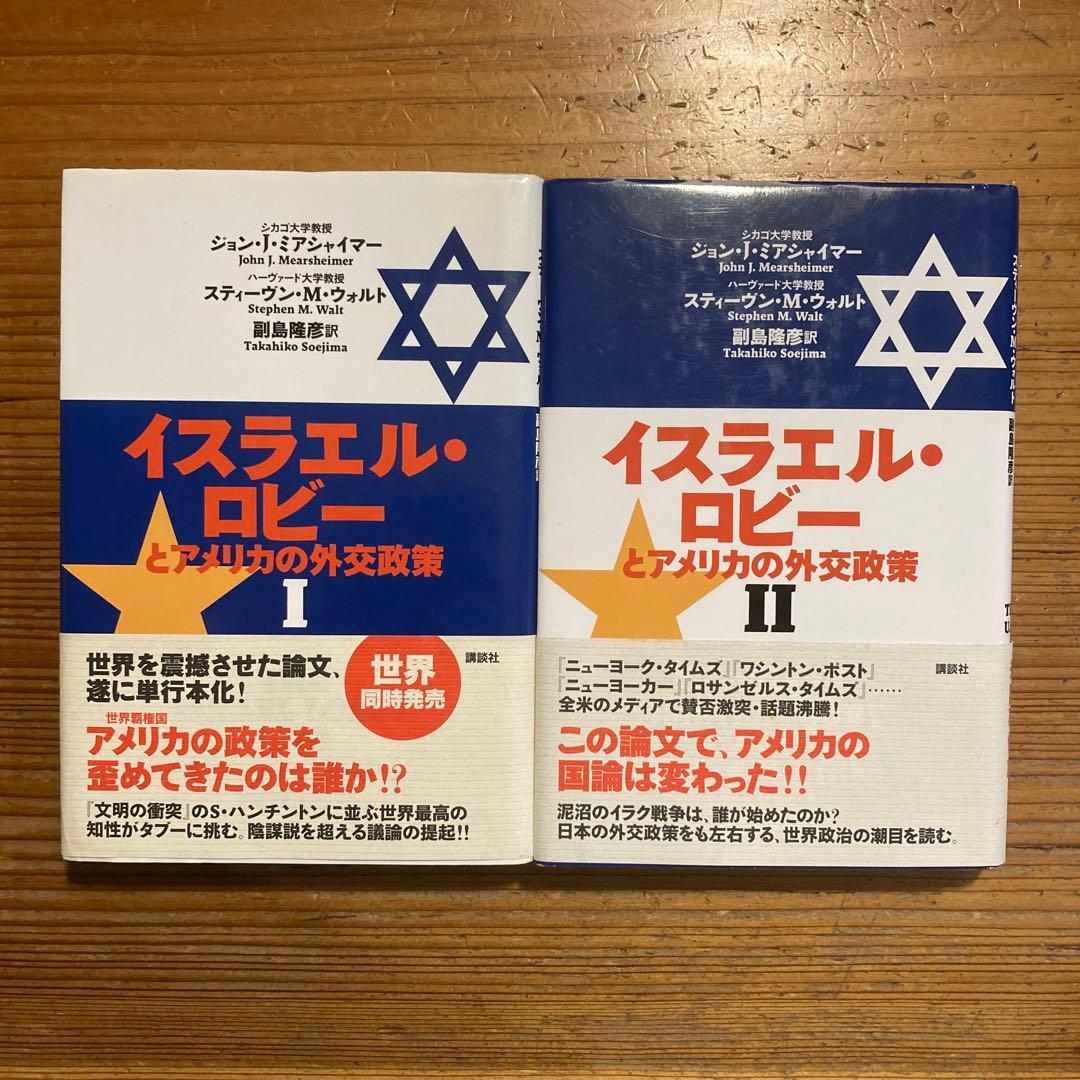 シカゴ大学教授
ジョン・J・ミアシャイマー
John J. Mearsheimer
ハーヴァード大学教授
スティーヴン・M・ウォルト
Stephen M. Walt
副島隆彦訳
Takahiko Soejima
イスラエル・
ロビー
とアメリカの外交政策
I
世界を震撼させた論文、
遂に単行本化!
世界
同時発売
講談社
世界覇権国
アメリカの政策を
歪めてきたのは誰か!?
『文明の衝突』のS・ハンチントンに並ぶ世界最高の
知性がタブーに挑む。陰謀説を超える議論の提起!!
シカゴ大学教授
ジョン・J・ミアシャイマー
John J. Mearsheimer
ハーヴァード大学教授
スティーヴン・M・ウォルト
Stephen M. Walt
副島隆彦訳
Takahiko Soejima
イスラエル・
ロビー
とアメリカの外交政策
II
『ニューヨーク・タイムズ』『ワシントン・ポスト』
『ニューヨーカー』『ロサンゼルス・タイムズ』……
全米のメディアで賛否激突・話題沸騰!
講談社
この論文で、アメリカの
国論は変わった!!
泥沼のイラク戦争は、誰が始めたのか?
日本の外交政策をも左右する、世界政治の潮目を読む。
スティーヴン・M・ウォルト
副島隆彦訳